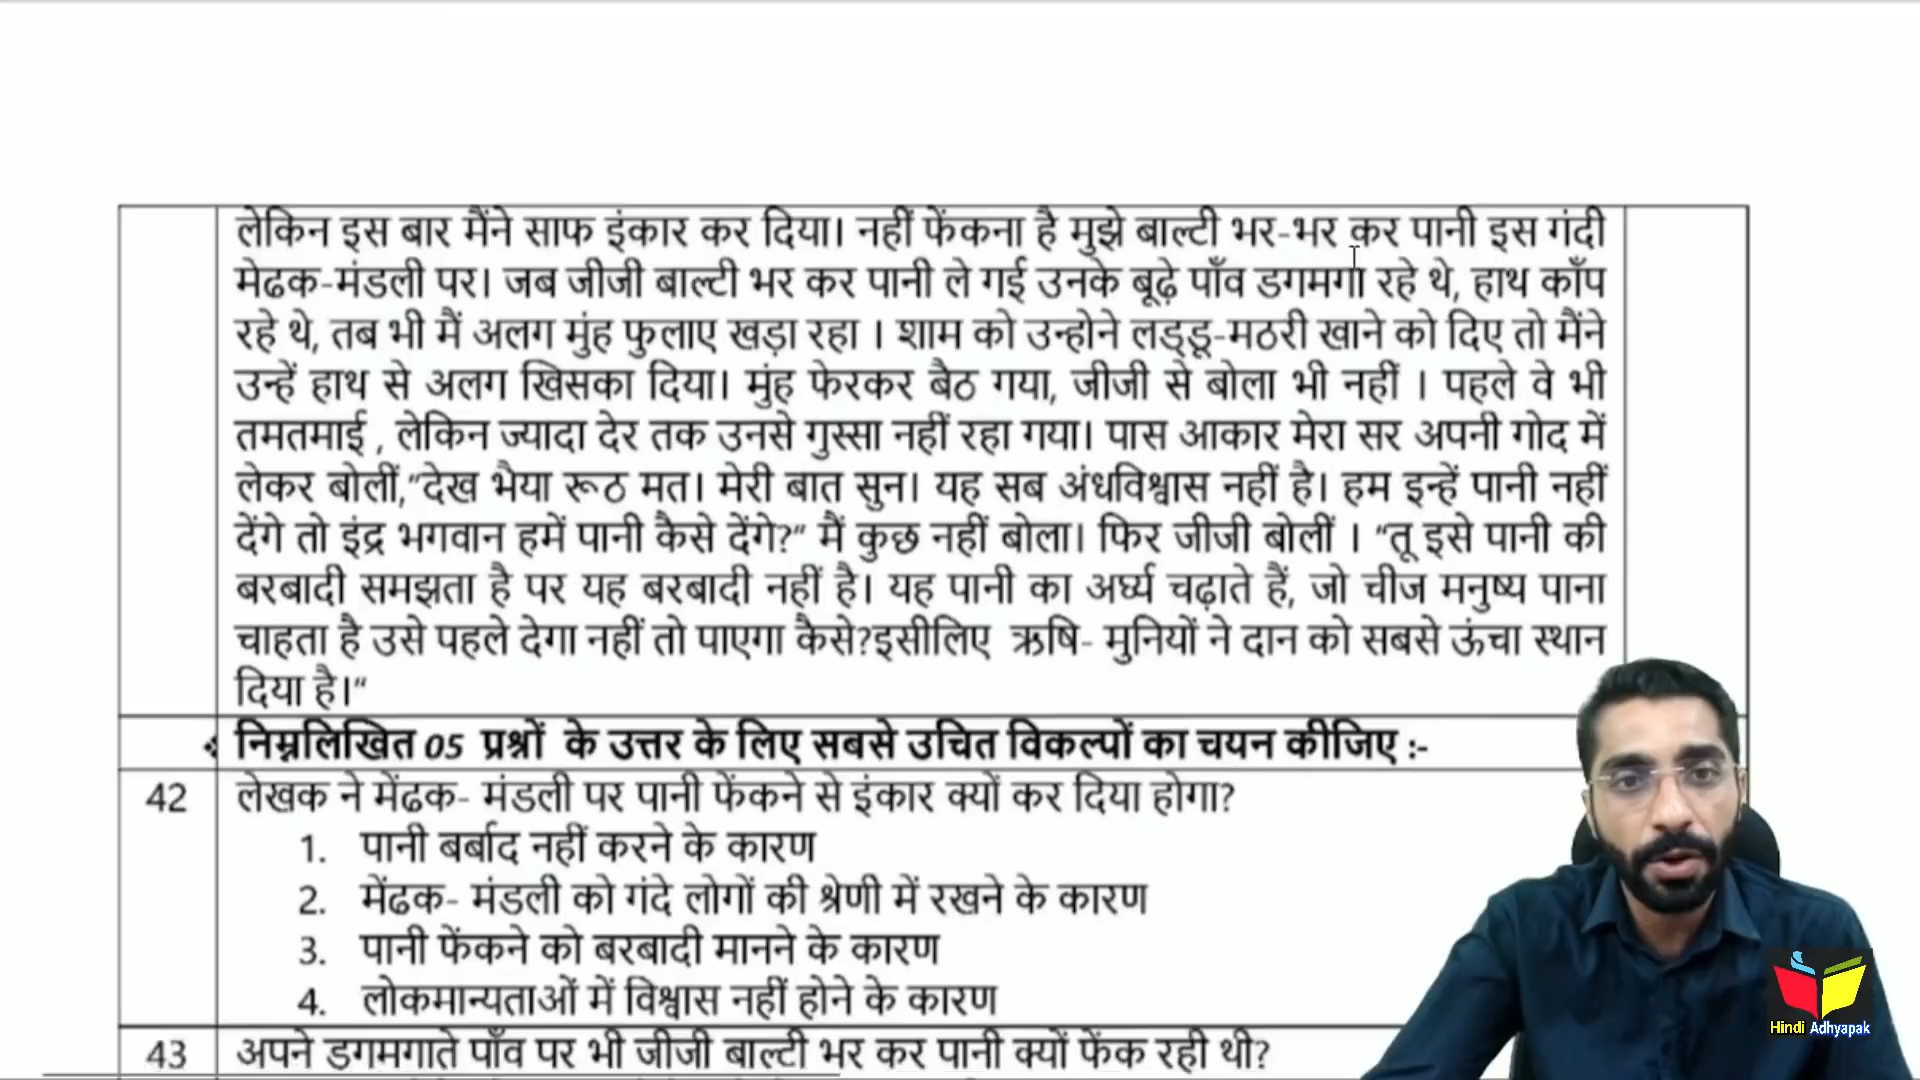 लेकिन इस बार मैंने साफ इंकार कर दिया। नहीं फेंकना है मुझे बाल्टी भर-भर कर पानी इस गंदी
मेढक-मंडली पर। जब जीजी बाल्टी भर कर पानी ले गई उनके बूढ़े पाँव डगमगा रहे थे, हाथ काँप
रहे थे, तब भी मैं अलग मुंह फुलाए खड़ा रहा । शाम को उन्होने लड्डू-मठरी खाने को दिए तो मैंने
उन्हें हाथ से अलग खिसका दिया। मुंह फेरकर बैठ गया, जीजी से बोला भी नहीं । पहले वे भी
तमतमाई , लेकिन ज्यादा देर तक उनसे गुस्सा नहीं रहा गया। पास आकार मेरा सर अपनी गोद में
लेकर बोलीं,"देख भैया रूठ मत। मेरी बात सुन। यह सब अंधविश्वास नहीं है। हम इन्हें पानी नहीं
देंगे तो इंद्र भगवान हमें पानी कैसे देंगे?" मैं कुछ नहीं बोला। फिर जीजी बोलीं । "तू इसे पानी की
बरबादी समझता है पर यह बरबादी नहीं है। यह पानी का अर्घ्य चढ़ाते हैं, जो चीज मनुष्य पाना
चाहता है उसे पहले देगा नहीं तो पाएगा कैसे?इसीलिए ऋषि- मुनियों ने दान को सबसे ऊंचा स्थान
दिया है।"
निम्नलिखित 05 प्रश्नों के उत्तर के लिए सबसे उचित विकल्पों का चयन कीजिए :-
42 लेखक ने मेंढक- मंडली पर पानी फेंकने से इंकार क्यों कर दिया होगा?
1. पानी बर्बाद नहीं करने के कारण
2. मेंढक- मंडली को गंदे लोगों की श्रेणी में रखने के कारण
3. पानी फेंकने को बरबादी मानने के कारण
4. लोकमान्यताओं में विश्वास नहीं होने के कारण
43 अपने डगमगाते पाँव पर भी जीजी बाल्टी भर कर पानी क्यों फेंक रही थी?
Hindi Adhyapak